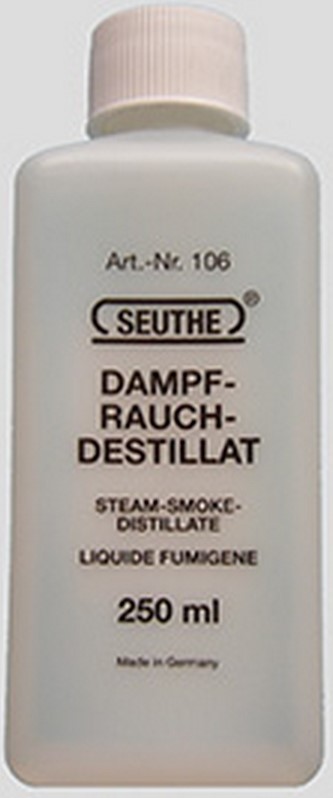 Art.-Nr. 106
SEUTHE®
DAMPF-
RAUCH-
DESTILLAT
STEAM-SMOKE-
DISTILLATE
LIQUIDE FUMIGENE
250 ml
Made in Germany